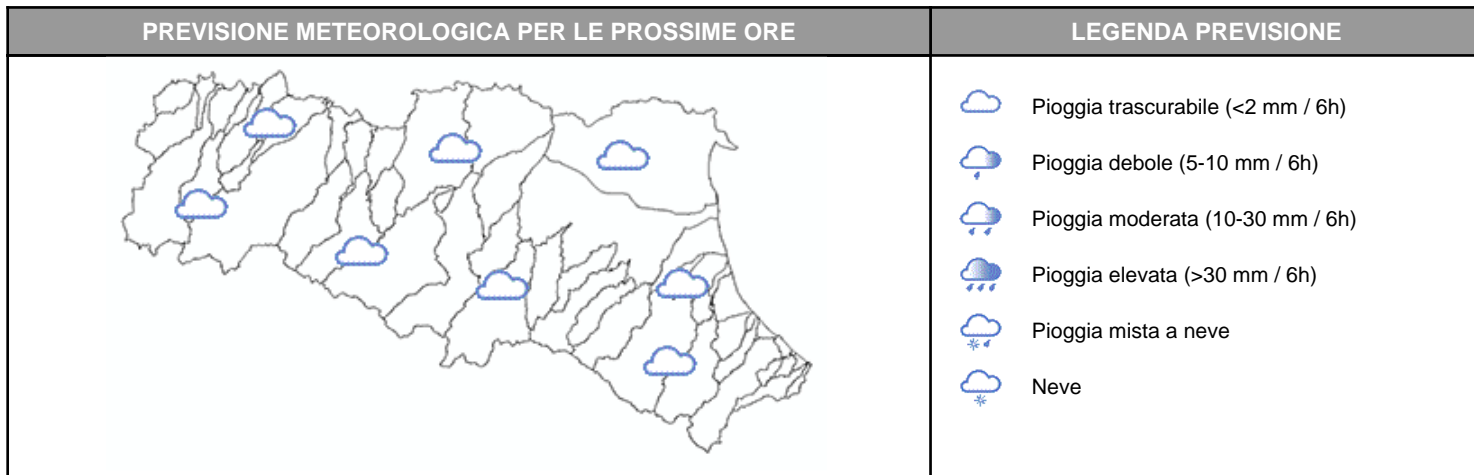 PREVISIONE METEOROLOGICA PER LE PROSSIME ORE
LEGENDA PREVISIONE
Pioggia trascurabile (<2 mm / 6h)
Pioggia debole (5-10 mm / 6h)
Pioggia moderata (10-30 mm / 6h)
Pioggia elevata (>30 mm / 6h)
Pioggia mista a neve
Neve